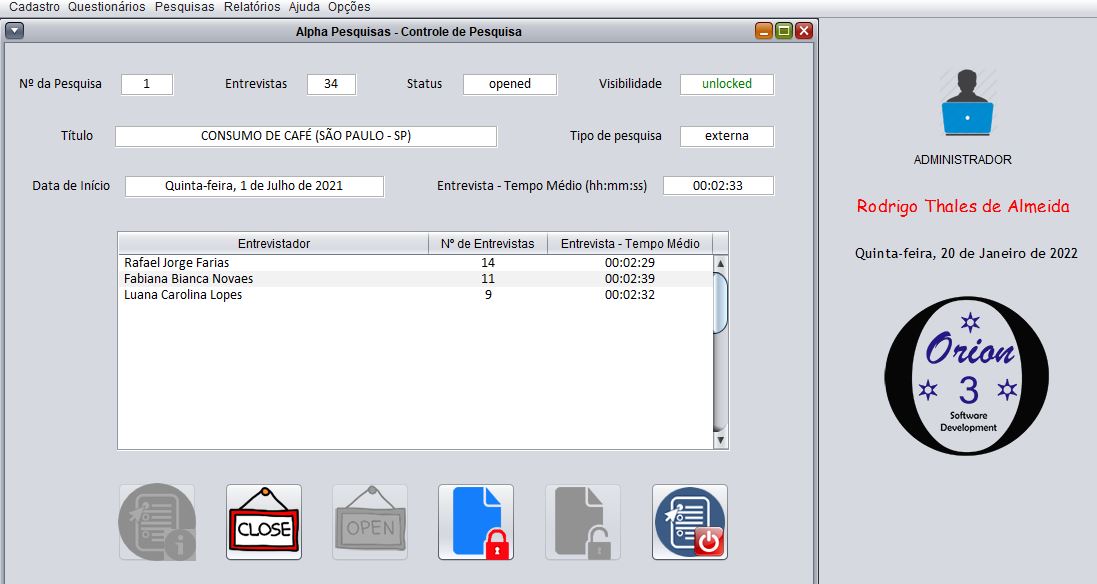 Cadastro Questionários Pesquisas Relatórios Ajuda Opções
Alpha Pesquisas - Controle de Pesquisa
Nº da Pesquisa 1 Entrevistas 34 Status opened Visibilidade unlocked
Título CONSUMO DE CAFÉ (SÃO PAULO - SP) Tipo de pesquisa externa
Data de Início Quinta-feira, 1 de Julho de 2021 Entrevista - Tempo Médio (hh:mm:ss) 00:02:33
Entrevistador Nº de Entrevistas Entrevista - Tempo Médio
Rafael Jorge Farias 14 00:02:29
Fabiana Bianca Novaes 11 00:02:39
Luana Carolina Lopes 9 00:02:32
CLOSE
OPEN
ADMINISTRADOR
Rodrigo Thales de Almeida
Quinta-feira, 20 de Janeiro de 2022
Orion
3
Software
Development